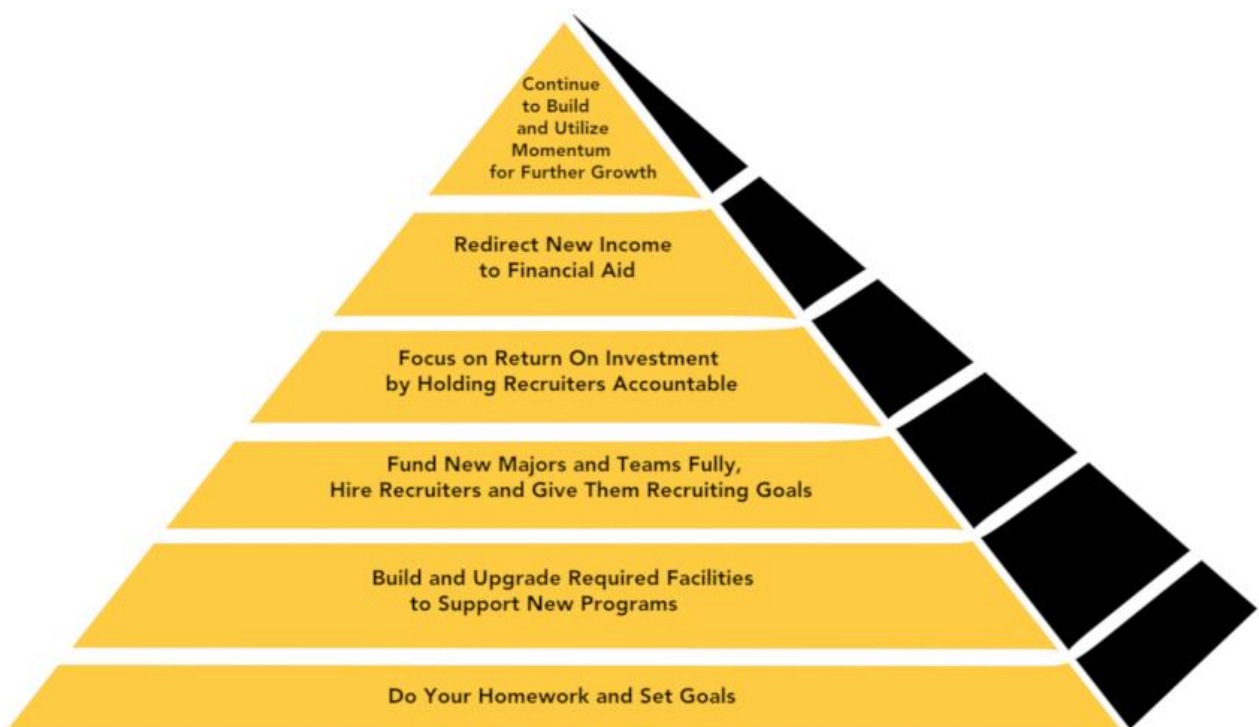 Continue
to Build
and Utilize
Momentum
for Further Growth
Redirect New Income
to Financial Aid
Focus on Return On Investment
by Holding Recruiters Accountable
Fund New Majors and Teams Fully,
Hire Recruiters and Give Them Recruiting Goals
Build and Upgrade Required Facilities
to Support New Programs
Do Your Homework and Set Goals